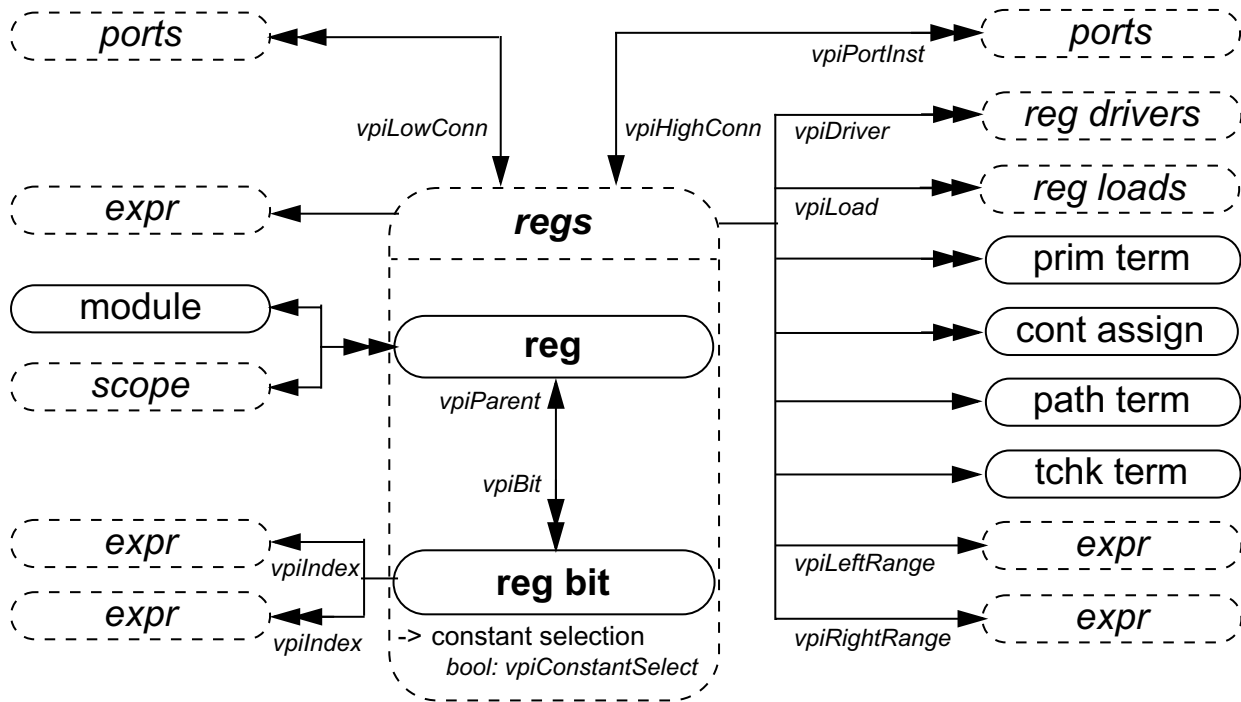 ports
ports
vpiPortInst
vpiLowConn
vpiHighConn
reg drivers
vpiDriver
reg loads
vpiLoad
expr
regs
prim term
module
reg
cont assign
scope
vpiParent
path term
vpiBit
tchk term
expr
vpiIndex
reg bit
expr
vpiLeftRange
expr
vpiIndex
-> constant selection
bool: vpiConstantSelect
expr
vpiRightRange